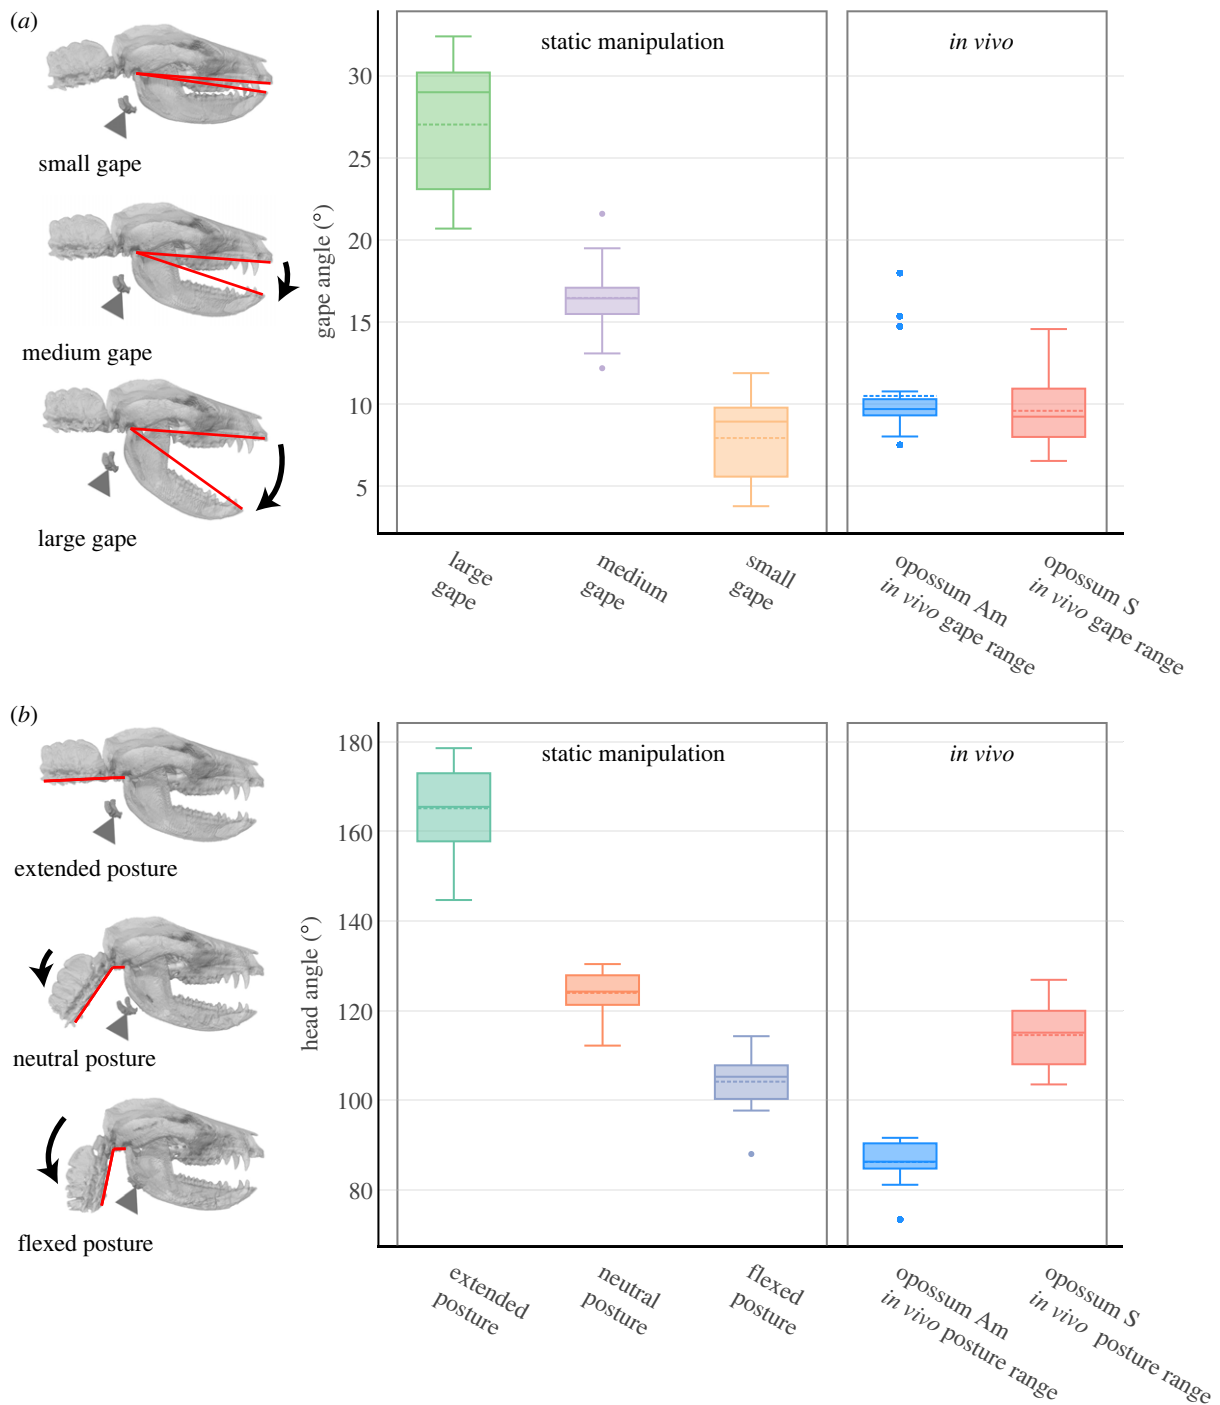 (a)
small gape
medium gape
large gape
static manipulation
in vivo
gape angle (°)
30
25
20
15
10
5
large
gape
medium
gape
small
gape
opossum Am
in vivo gape range
opossum S
in vivo gape range
(b)
extended posture
neutral posture
flexed posture
static manipulation
in vivo
head angle (°)
180
160
140
120
100
80
extended
posture
neutral
posture
flexed
posture
opossum Am
in vivo posture range
opossum S
in vivo posture range